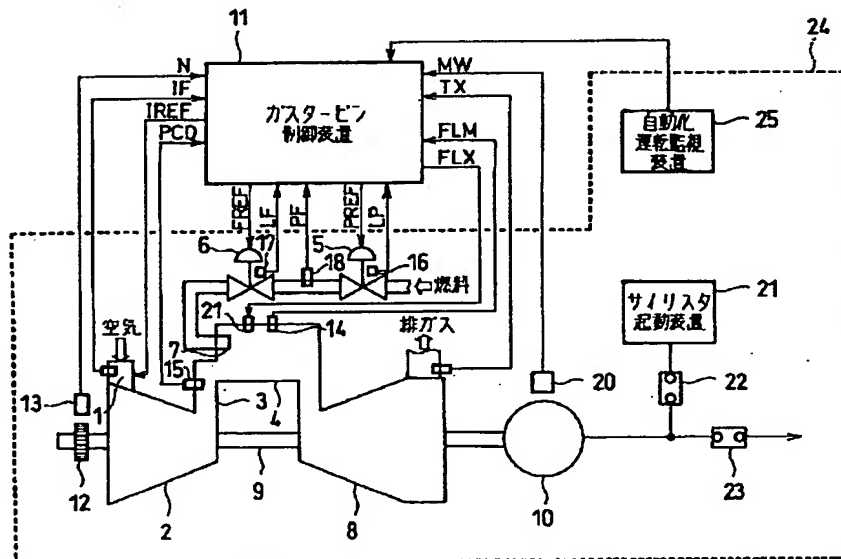 11
24
N
IF
IREF
PCD
ガスタービン
制御装置
MW
TX
FLM
FLX
自動化
運転監視
装置
25
FREF
LF
PF
PREF
LP
6
17
18
5
16
燃料
空気
21
14
7
15
排ガス
サイリスタ
起動装置
21
13
1
3
4
20
22
12
2
9
8
10
23